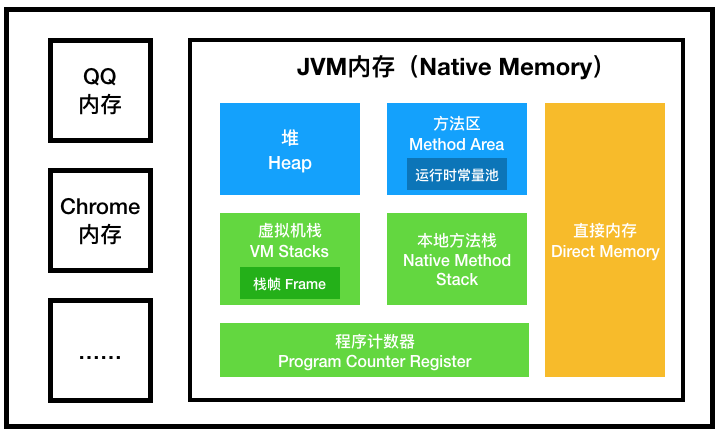 QQ
内存
Chrome
内存
……
JVM内存（Native Memory）
堆
Heap
方法区
Method Area
运行时常量池
虚拟机栈
VM Stacks
栈帧 Frame
本地方法栈
Native Method
Stack
程序计数器
Program Counter Register
直接内存
Direct Memory